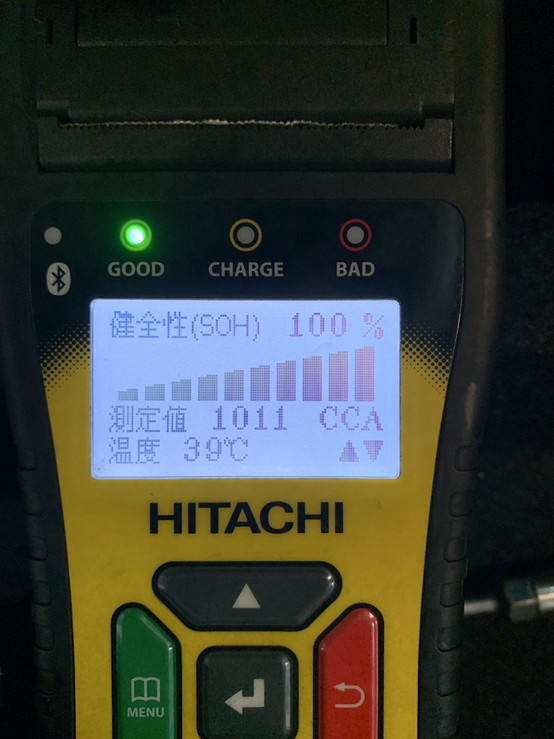 GOOD CHARGE BAD
健全性(SOH) 100 %
測定値 1011 CCA
温度 39℃ ▲▼
HITACHI
MENU